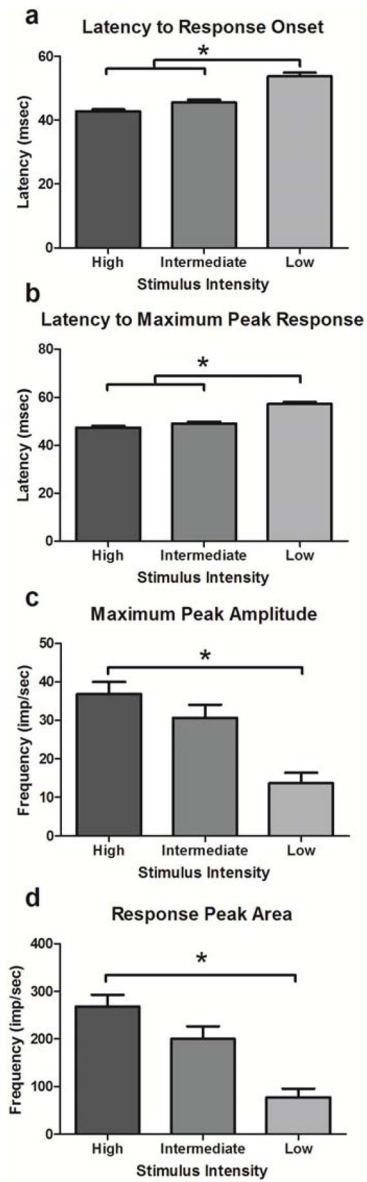 a
Latency to Response Onset
*
60
40
20
0
Latency (msec)
High Intermediate Low
Stimulus Intensity
b
Latency to Maximum Peak Response
*
80
60
40
20
0
Latency (msec)
High Intermediate Low
Stimulus Intensity
c
Maximum Peak Amplitude
*
50
40
30
20
10
0
Frequency (imp/sec)
High Intermediate Low
Stimulus Intensity
d
Response Peak Area
*
400
300
200
100
0
Frequency (imp/sec)
High Intermediate Low
Stimulus Intensity